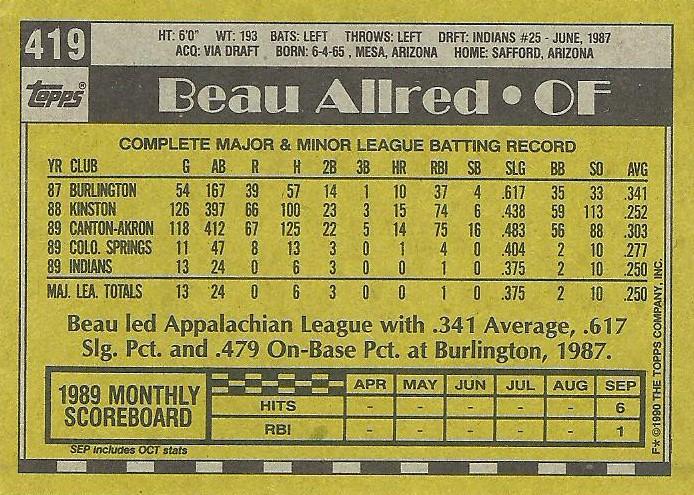 419
HT: 6'0" WT: 193 BATS: LEFT THROWS: LEFT DRFT: INDIANS #25 - JUNE, 1987
ACQ: VIA DRAFT BORN: 6-4-65 , MESA, ARIZONA HOME: SAFFORD, ARIZONA
Topps®
Beau Allred • OF
COMPLETE MAJOR & MINOR LEAGUE BATTING RECORD
YR CLUB G AB R H 2B 3B HR RBI SB SLG BB SO AVG
87 BURLINGTON 54 167 39 57 14 1 10 37 4 .617 35 33 .341
88 KINSTON 126 397 66 100 23 3 15 74 6 .438 59 113 .252
89 CANTON-AKRON 118 412 67 125 22 5 14 75 16 .483 56 88 .303
89 COLO. SPRINGS 11 47 8 13 3 0 1 4 0 .404 2 10 .277
89 INDIANS 13 24 0 6 3 0 0 1 0 .375 2 10 .250
MAJ. LEA. TOTALS 13 24 0 6 3 0 0 1 0 .375 2 10 .250
Beau led Appalachian League with .341 Average, .617
Slg. Pct. and .479 On-Base Pct. at Burlington, 1987.
1989 MONTHLY
SCOREBOARD
APR MAY JUN JUL AUG SEP
HITS - - - - - 6
RBI - - - - - 1
SEP includes OCT stats
F* ©1990 THE TOPPS COMPANY, INC.